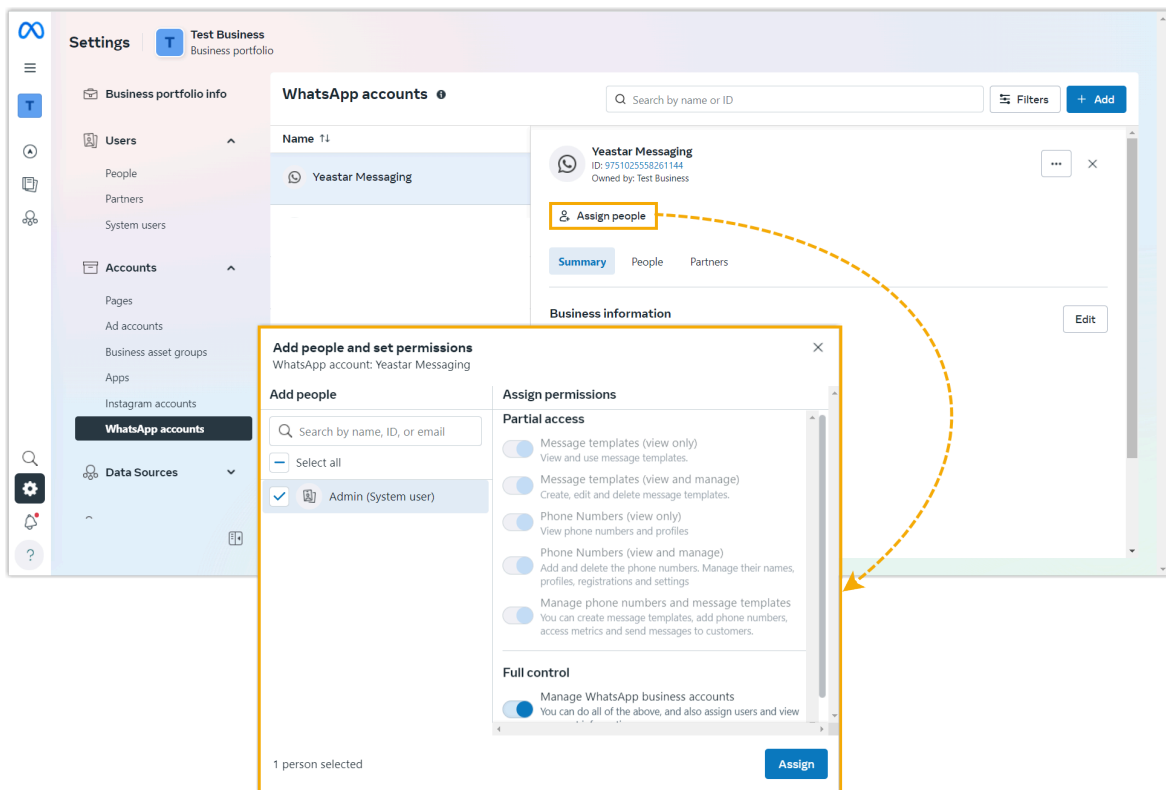 Settings
T
Test Business
Business portfolio
T
?
Business portfolio info
Users
People
Partners
System users
Accounts
Pages
Ad accounts
Business asset groups
Apps
Instagram accounts
WhatsApp accounts
Data Sources
WhatsApp accounts
Search by name or ID
Filters
+ Add
Name
Yeastar Messaging
Yeastar Messaging
ID: 9751025558261144
Owned by: Test Business
Assign people
Summary People Partners
Business information
Edit
Add people and set permissions
WhatsApp account: Yeastar Messaging
Add people
Search by name, ID, or email
Select all
Admin (System user)
Assign permissions
Partial access
Message templates (view only)
View and use message templates.
Message templates (view and manage)
Create, edit and delete message templates.
Phone Numbers (view only)
View phone numbers and profiles
Phone Numbers (view and manage)
Add and delete the phone numbers. Manage their names,
profiles, registrations and settings
Manage phone numbers and message templates
You can create message templates, add phone numbers,
access metrics and send messages to customers.
Full control
Manage WhatsApp business accounts
You can do all of the above, and also assign users and view
1 person selected
Assign